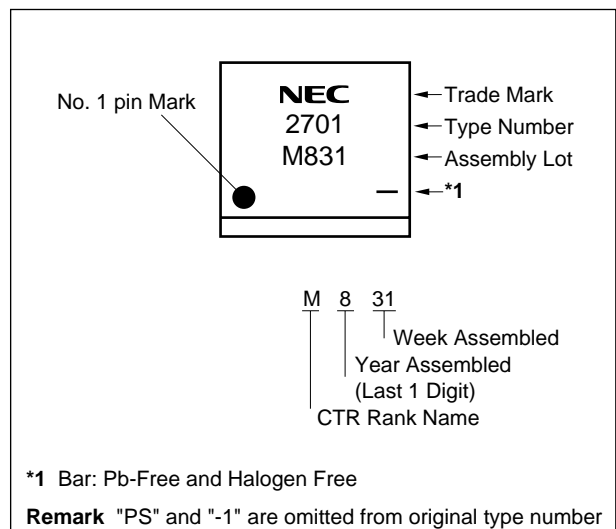 No. 1 pin Mark
NEC
2701
M831
Trade Mark
Type Number
Assembly Lot
*1
M 8 31
Week Assembled
Year Assembled
(Last 1 Digit)
CTR Rank Name
*1 Bar: Pb-Free and Halogen Free
Remark "PS" and "-1" are omitted from original type number